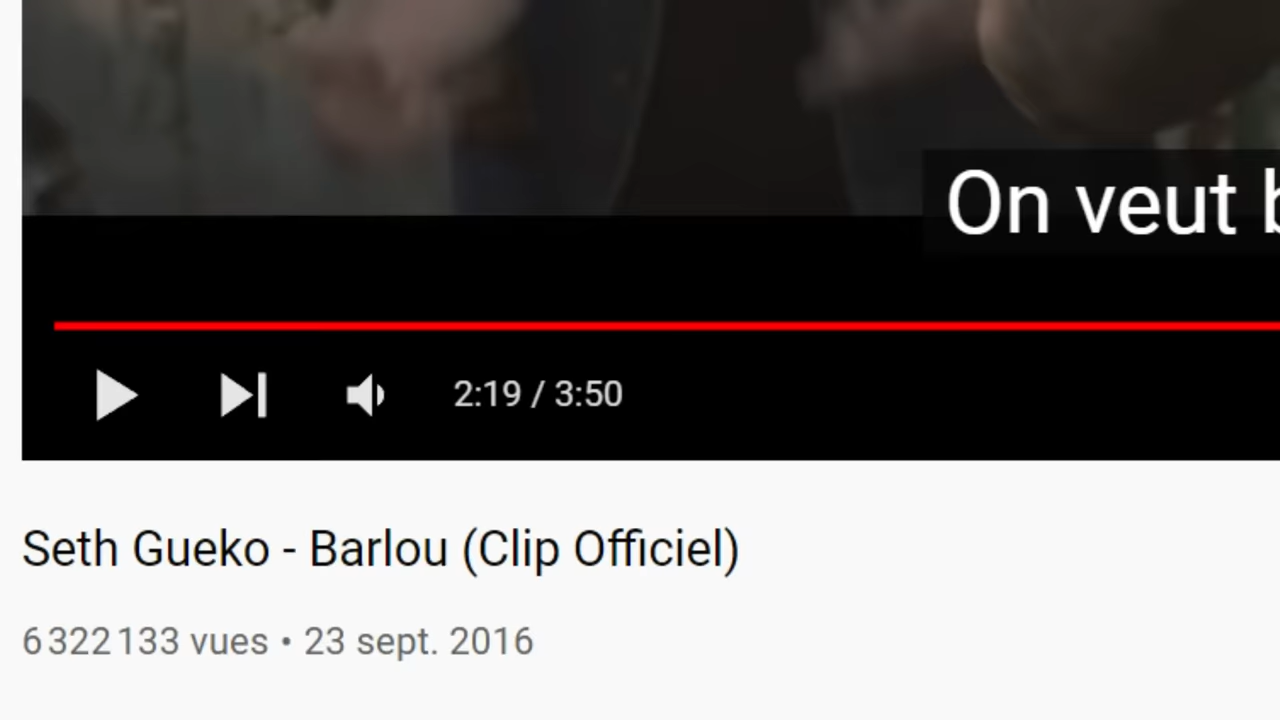 On veut
2:19 / 3:50
Seth Gueko - Barlou (Clip Officiel)
6 322 133 vues • 23 sept. 2016